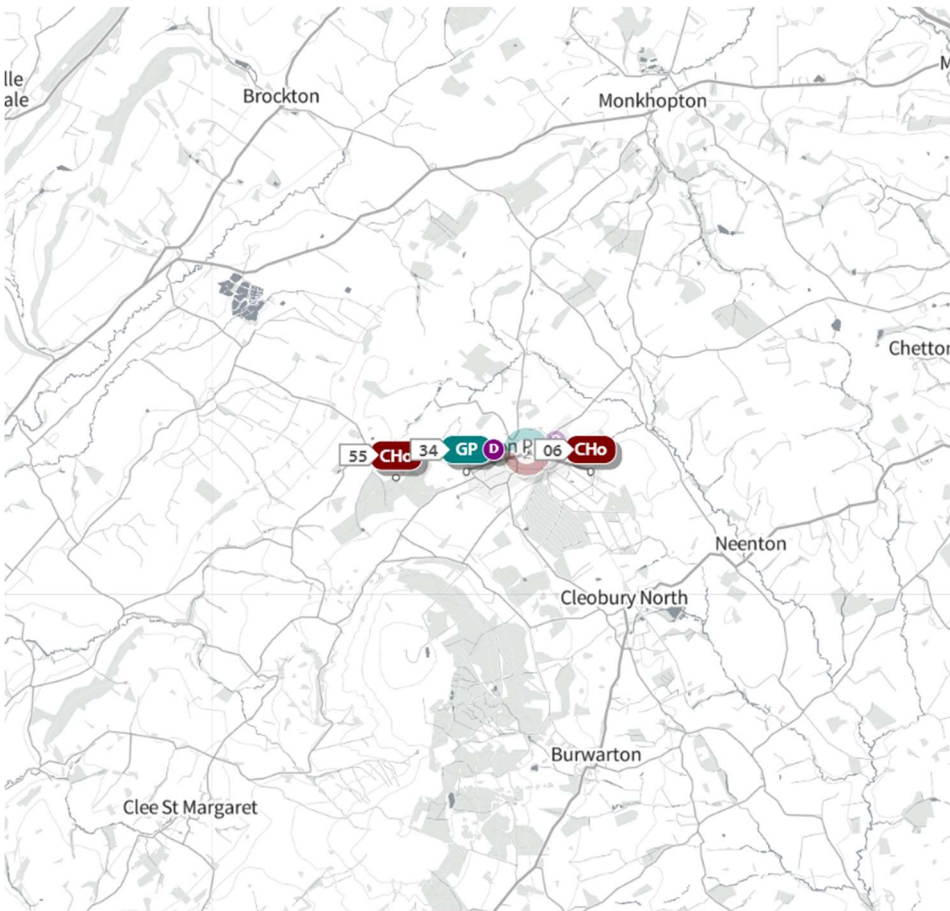 lle
ale
Brockton
Monkhopton
M
Chetton
55 CHo 34 GP D 06 CHo
Neenton
Cleobury North
Burwarton
Clee St Margaret